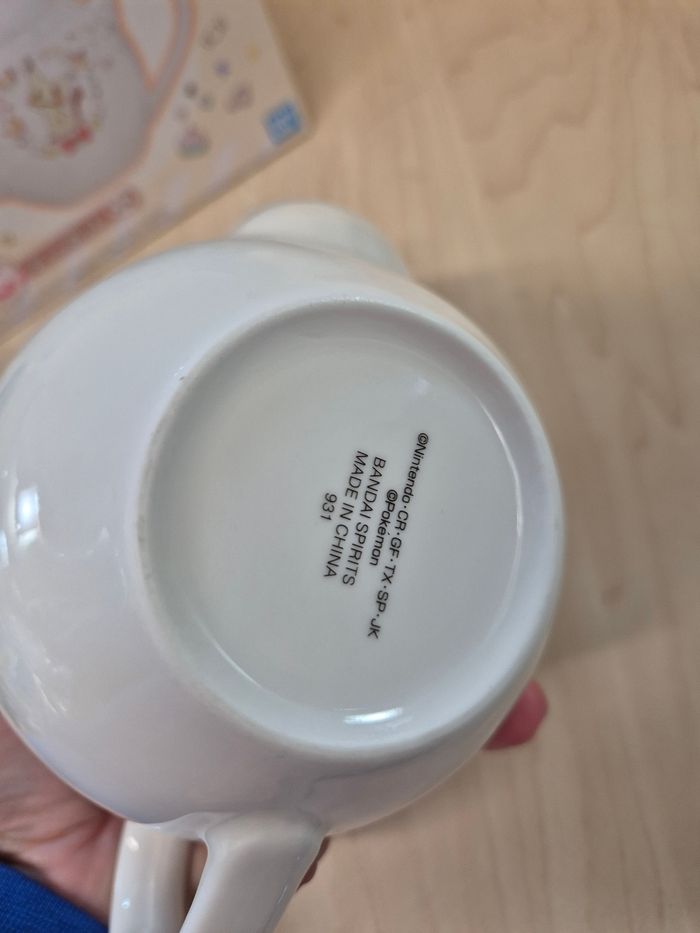 ©Nintendo·CR·GF·TX·SP·JK
©Pokémon
BANDAI SPIRITS
MADE IN CHINA
931